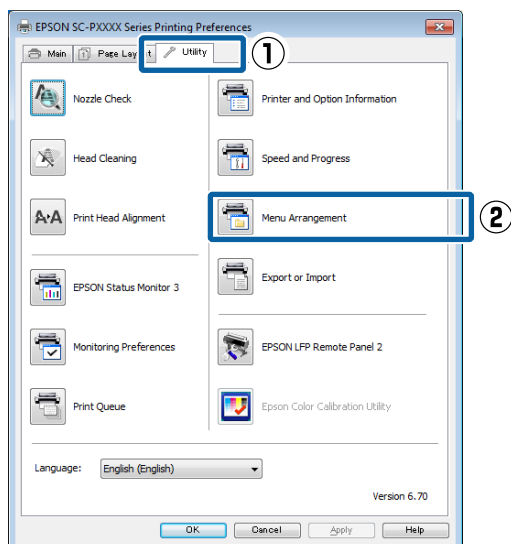 EPSON SC-PXXXX Series Printing Preferences
Main
Page Lay t
Utility
1
Nozzle Check
Printer and Option Information
Head Cleaning
Speed and Progress
Print Head Alignment
Menu Arrangement
2
EPSON Status Monitor 3
Export or Import
Monitoring Preferences
EPSON LFP Remote Panel 2
Print Queue
Epson Color Calibration Utility
Language: English (English)
Version 6.70
OK Cancel Apply Help